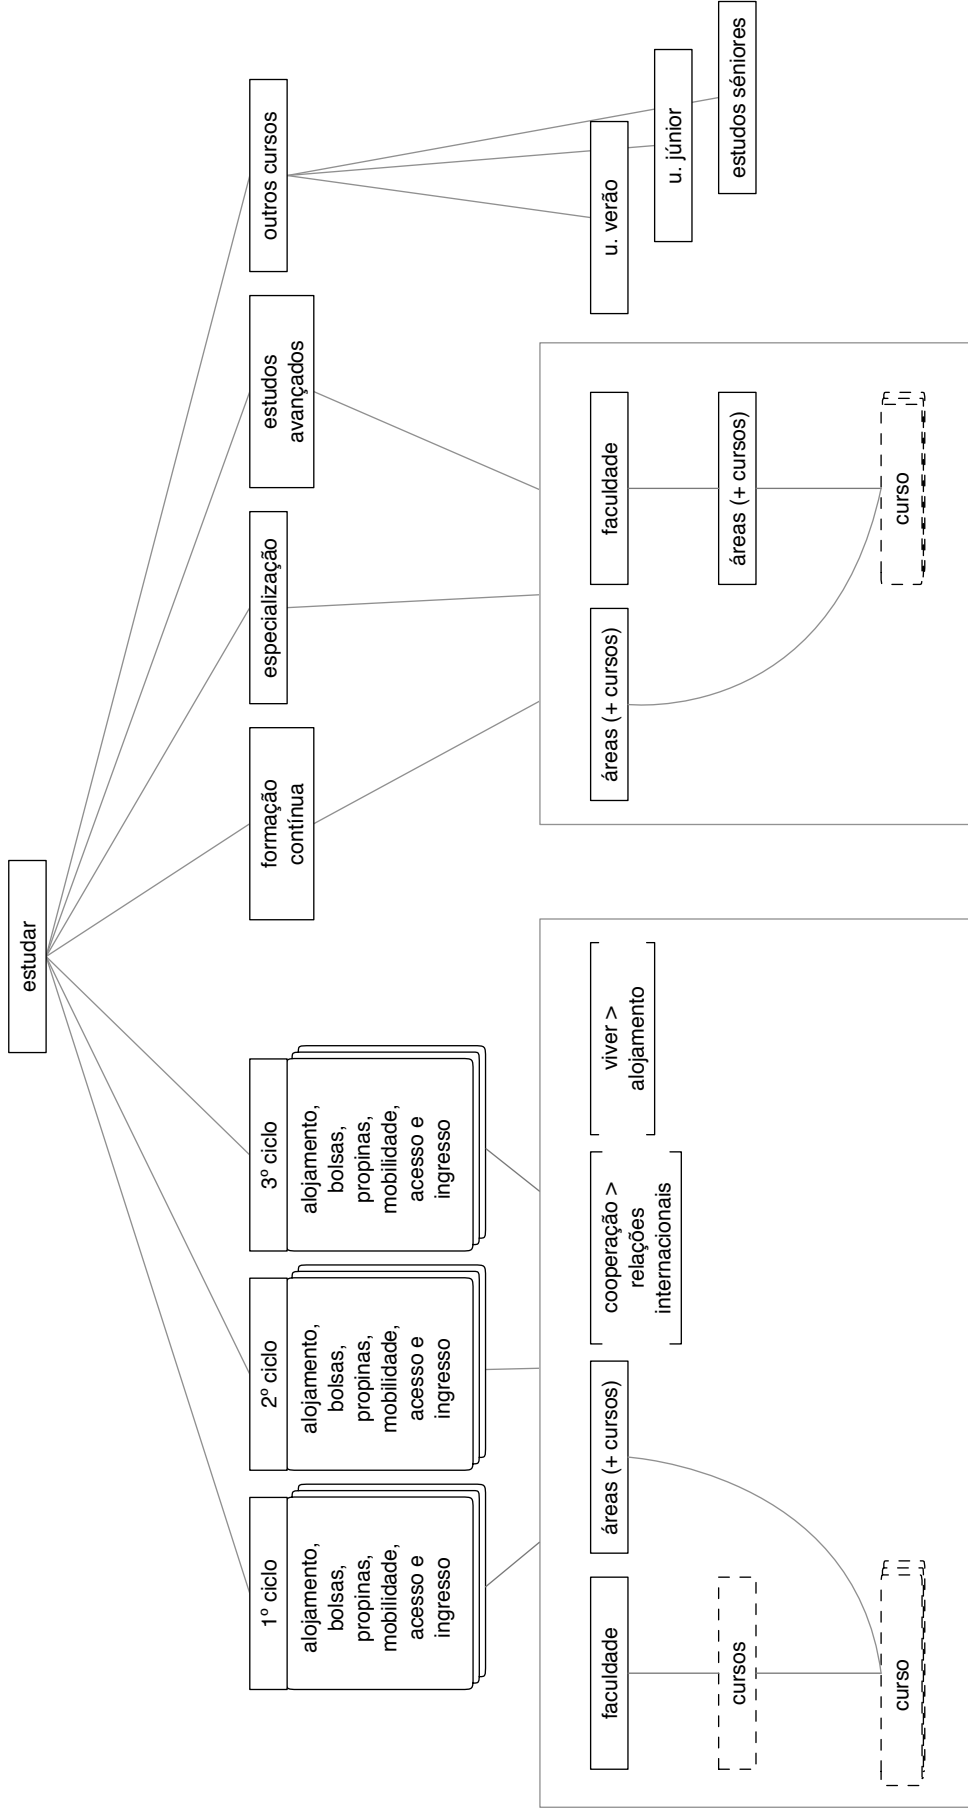 estudar
1º ciclo
alojamento,
bolsas,
propinas,
mobilidade,
acesso e
ingresso
2º ciclo
alojamento,
bolsas,
propinas,
mobilidade,
acesso e
ingresso
3º ciclo
alojamento,
bolsas,
propinas,
mobilidade,
acesso e
ingresso
formação
contínua
especialização
estudos
avançados
outros cursos
faculdade
áreas (+ cursos)
cooperação >
relações
internacionais
viver >
alojamento
cursos
curso
áreas (+ cursos)
faculdade
áreas (+ cursos)
curso
u. verão
u. júnior
estudos séniores